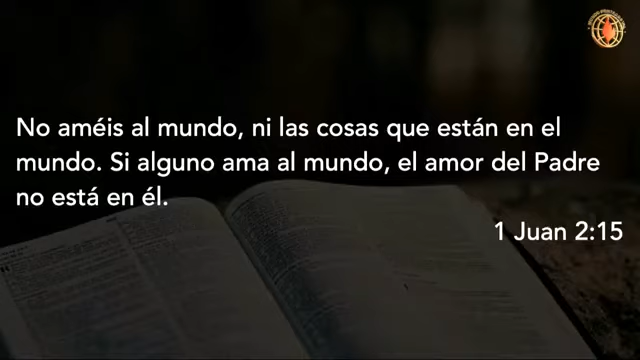 No améis al mundo, ni las cosas que están en el
mundo. Si alguno ama al mundo, el amor del Padre
no está en él.
1 Juan 2:15